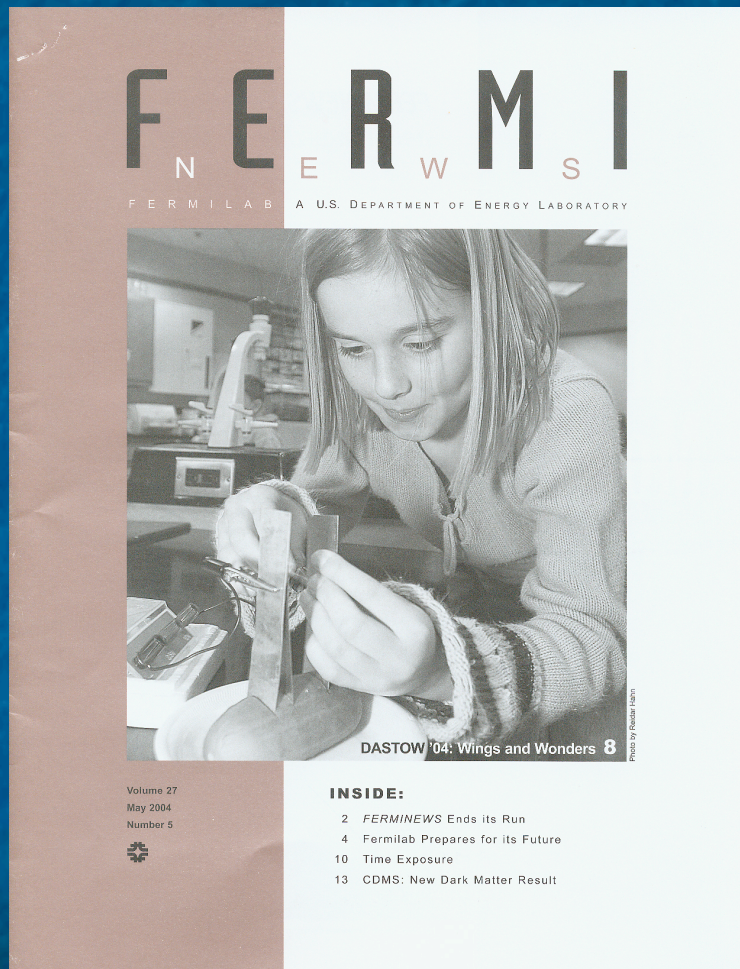 FERMI
NEWS
FERMILAB A U.S. DEPARTMENT OF ENERGY LABORATORY
Photo by Reidar Hahn
DASTOW '04: Wings and Wonders 8
Volume 27
May 2004
Number 5
INSIDE:
2 FERMINEWS Ends its Run
4 Fermilab Prepares for its Future
10 Time Exposure
13 CDMS: New Dark Matter Result